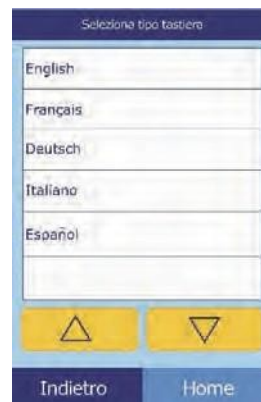 Seleziona tipo tastiera
English
Français
Deutsch
Italiano
Español
Indietro Home